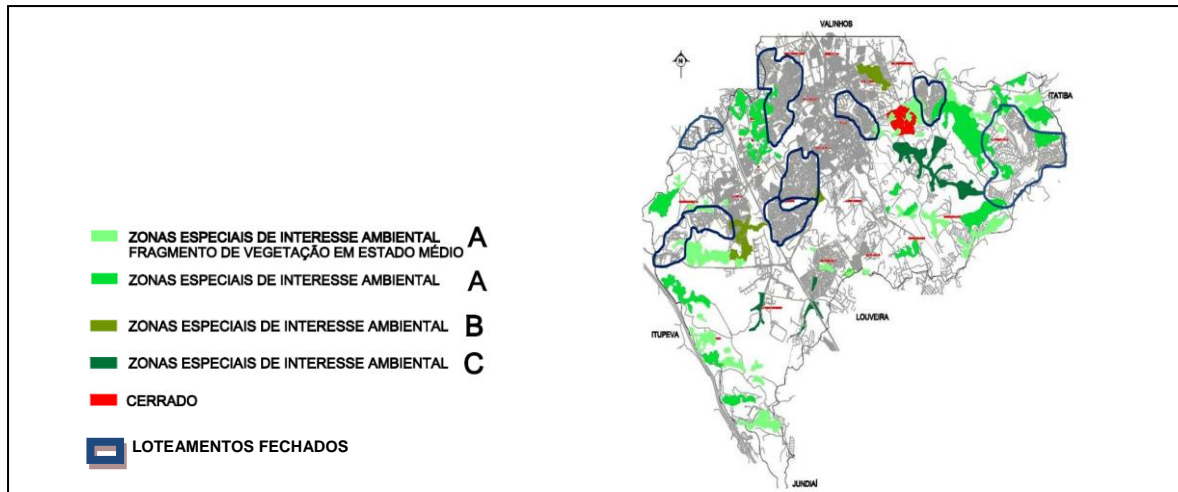 VALINHOS
N
ITATIBA
ZONAS ESPECIAIS DE INTERESSE AMBIENTAL A
FRAGMENTO DE VEGETAÇÃO EM ESTADO MÉDIO
ZONAS ESPECIAIS DE INTERESSE AMBIENTAL A
ZONAS ESPECIAIS DE INTERESSE AMBIENTAL B
LOUVEIRA
ITUPEVA
ZONAS ESPECIAIS DE INTERESSE AMBIENTAL C
CERRADO
LOTEAMENTOS FECHADOS
JUNDIAÍ